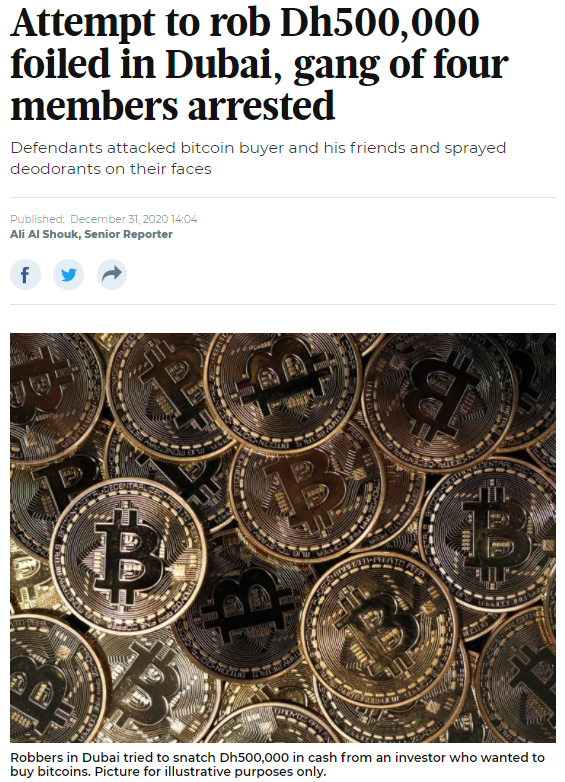 Attempt to rob Dh500,000
foiled in Dubai, gang of four
members arrested
Defendants attacked bitcoin buyer and his friends and sprayed
deodorants on their faces
Published: December 31, 2020 14:04
Ali Al Shouk, Senior Reporter
Robbers in Dubai tried to snatch Dh500,000 in cash from an investor who wanted to
buy bitcoins. Picture for illustrative purposes only.